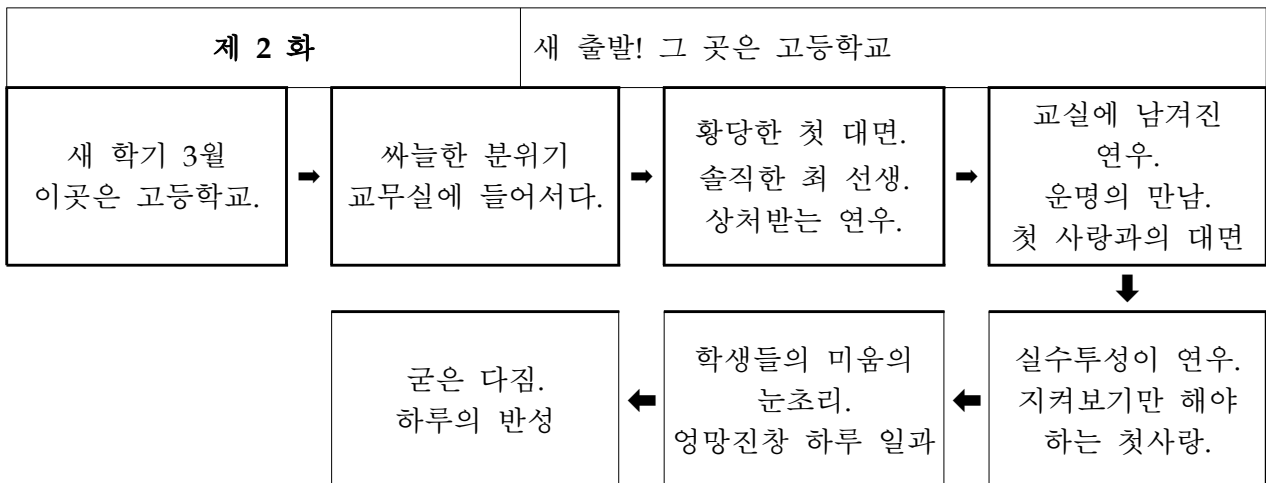 제 2 화
새 출발! 그 곳은 고등학교
새 학기 3월
이곳은 고등학교.
➡
싸늘한 분위기
교무실에 들어서다.
➡
황당한 첫 대면.
솔직한 최 선생.
상처받는 연우.
➡
교실에 남겨진
연우.
운명의 만남.
첫 사랑과의 대면
⬇
실수투성이 연우.
지켜보기만 해야
하는 첫사랑.
⬅
학생들의 미움의
눈초리.
엉망진창 하루 일과
⬅
굳은 다짐.
하루의 반성